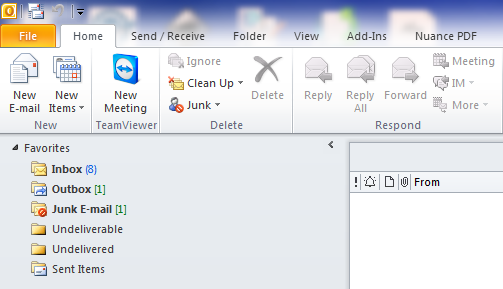 File Home Send / Receive Folder View Add-Ins Nuance PDF
New E-mail
New Items
New
New Meeting
TeamViewer
Ignore
Clean Up
Junk
Delete
Delete
Reply
Reply All
Forward
Meeting
IM
More
Respond
Favorites
Inbox (8)
Outbox [1]
Junk E-mail [1]
Undeliverable
Undelivered
Sent Items
! From